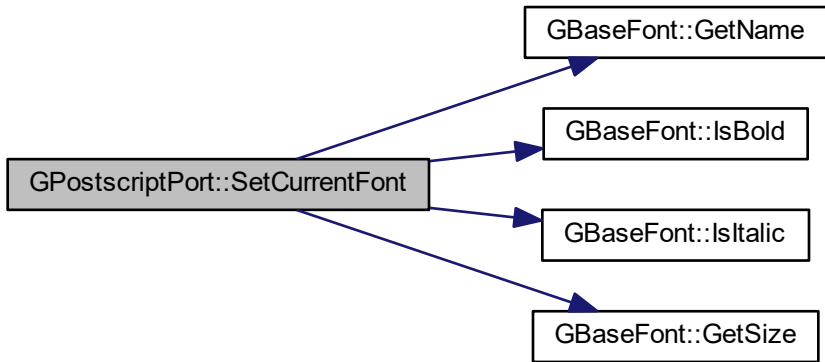 GBaseFont::GetName
GBaseFont::IsBold
GPostscriptPort::SetCurrentFont
GBaseFont::IsItalic
GBaseFont::GetSize